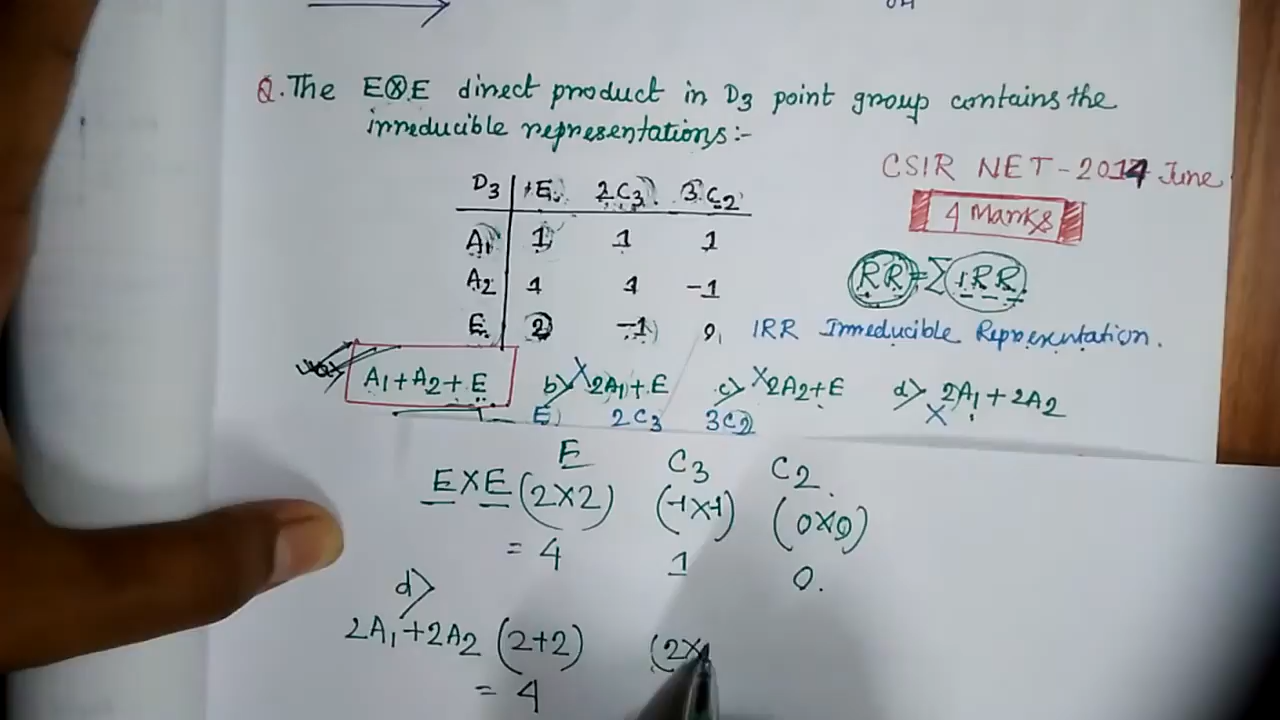 OH
Q. The E⊗E direct product in D3 point group contains the
irreducible representations:-
CSIR NET-2014 June
4 Marks
D3 E 2C3 3C2
A1 1 1 1
A2 1 1 -1
E 2 -1 0
RR=Σ IRR
IRR Irreducible Representation.
A1+A2+E b> 2A1+E c> 2A2+E d> 2A1+2A2
E 2C3 3C2
E C3 C2
E×E (2×2) (-1×-1) (0×0)
= 4 1 0.
d>
2A1+2A2 (2+2) (2×
= 4